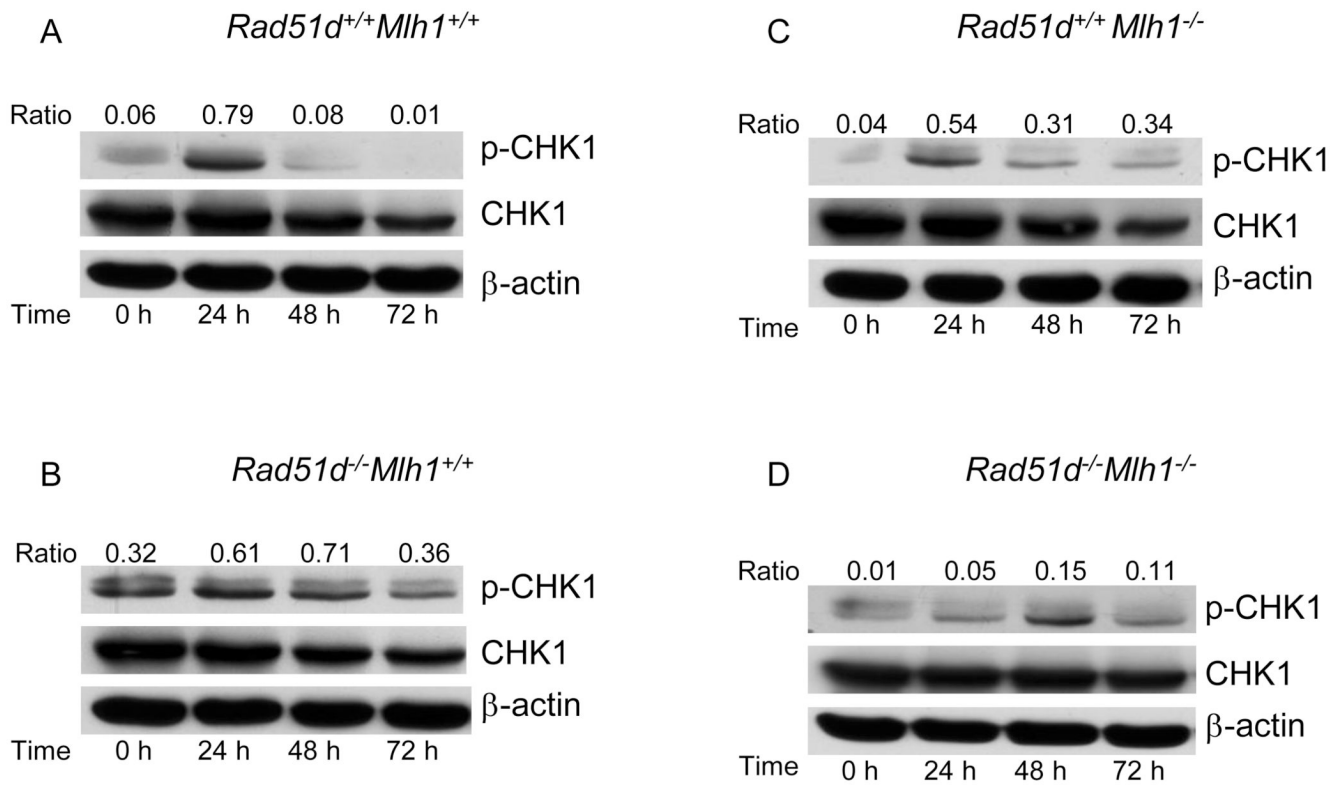 A Rad51d+/+Mlh1+/+
Ratio 0.06 0.79 0.08 0.01
p-CHK1
CHK1
β-actin
Time 0 h 24 h 48 h 72 h
B Rad51d-/-Mlh1+/+
Ratio 0.32 0.61 0.71 0.36
p-CHK1
CHK1
β-actin
Time 0 h 24 h 48 h 72 h
C Rad51d+/+ Mlh1-/-
Ratio 0.04 0.54 0.31 0.34
p-CHK1
CHK1
β-actin
Time 0 h 24 h 48 h 72 h
D Rad51d-/-Mlh1-/-
Ratio 0.01 0.05 0.15 0.11
p-CHK1
CHK1
β-actin
Time 0 h 24 h 48 h 72 h